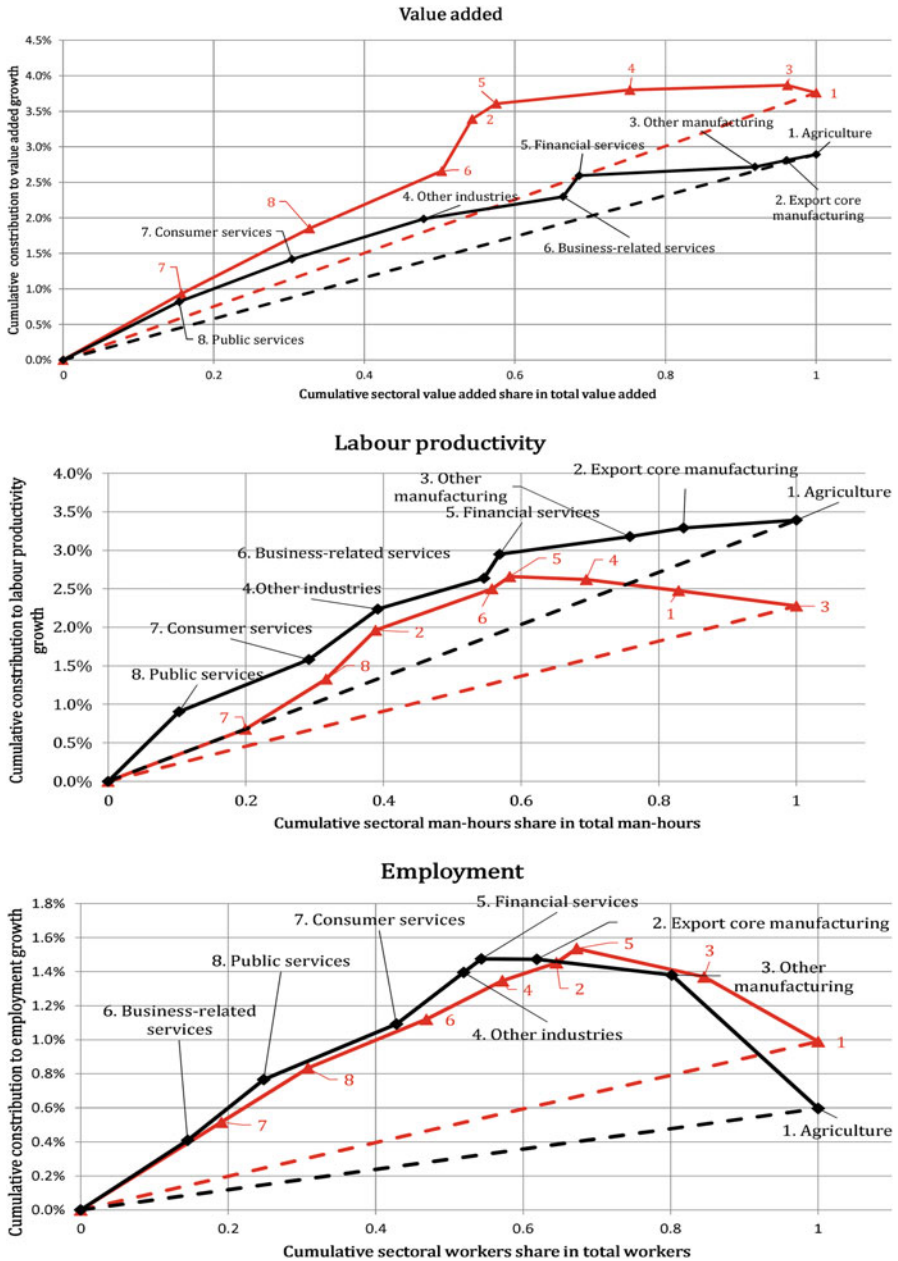 Value added
Cumulative constribution to value added growth
4.5%
4.0%
3.5%
3.0%
2.5%
2.0%
1.5%
1.0%
0.5%
0.0%
5
4
3
1
2
6
8
7
3. Other manufacturing
1. Agriculture
5. Financial services
4. Other industries
2. Export core
manufacturing
7. Consumer services
6. Business-related services
8. Public services
0
0.2
0.4
0.6
0.8
1
Cumulative sectoral value added share in total value added
Labour productivity
Cumulative constribution to labour productivity
growth
4.0%
3.5%
3.0%
2.5%
2.0%
1.5%
1.0%
0.5%
0.0%
2. Export core manufacturing
3. Other
manufacturing
1. Agriculture
5. Financial services
6. Business-related services
5
4
4.Other industries
6
1
3
7. Consumer services
2
8
8. Public services
7
0
0.2
0.4
0.6
0.8
1
Cumulative sectoral man-hours share in total man-hours
Employment
Cumulative constribution to employment growth
1.8%
1.6%
1.4%
1.2%
1.0%
0.8%
0.6%
0.4%
0.2%
0.0%
5. Financial services
7. Consumer services
2. Export core manufacturing
5
3
8. Public services
3. Other
manufacturing
4
2
6. Business-related
services
6
4. Other industries
1
8
7
1. Agriculture
0
0.2
0.4
0.6
0.8
1
Cumulative sectoral workers share in total workers